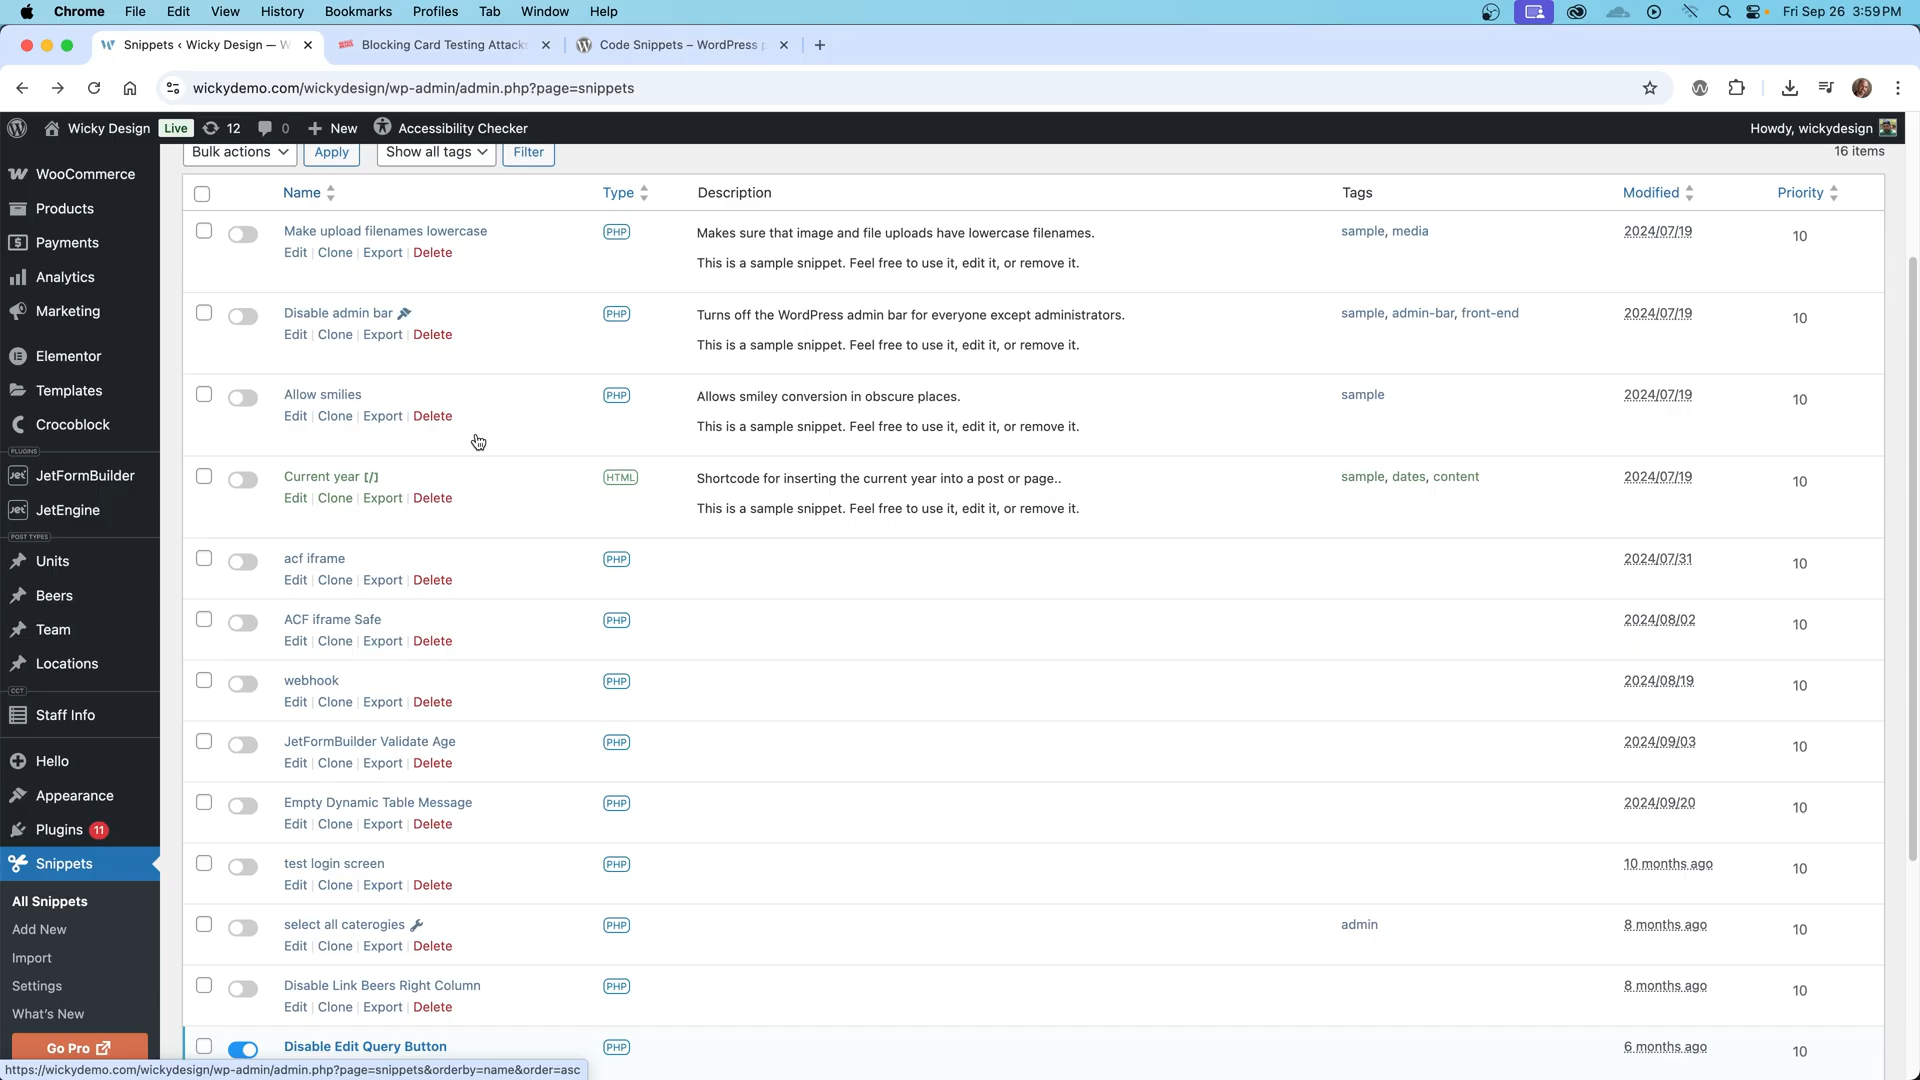 Chrome File Edit View History Bookmarks Profiles Tab Window Help Fri Sep 26 3:59 PM
Snippets ‹ Wicky Design — W Blocking Card Testing Attacks Code Snippets – WordPress p
wickydemo.com/wickydesign/wp-admin/admin.php?page=snippets
Wicky Design Live 12 0 New Accessibility Checker Howdy, wickydesign
Bulk actions Apply Show all tags Filter 16 items
WooCommerce
Products
Payments
Analytics
Marketing
Elementor
Templates
Crocoblock
PLUGINS
Jet JetFormBuilder
Jet JetEngine
POST TYPES
Units
Beers
Team
Locations
CCT
Staff Info
Hello
Appearance
Plugins 11
Snippets
All Snippets
Add New
Import
Settings
What's New
Go Pro
Name Type Description Tags Modified Priority
Make upload filenames lowercase PHP Makes sure that image and file uploads have lowercase filenames. sample, media 2024/07/19 10
Edit | Clone | Export | Delete
This is a sample snippet. Feel free to use it, edit it, or remove it.
Disable admin bar PHP Turns off the WordPress admin bar for everyone except administrators. sample, admin-bar, front-end 2024/07/19 10
Edit | Clone | Export | Delete
This is a sample snippet. Feel free to use it, edit it, or remove it.
Allow smilies PHP Allows smiley conversion in obscure places. sample 2024/07/19 10
Edit | Clone | Export | Delete
This is a sample snippet. Feel free to use it, edit it, or remove it.
Current year [/] HTML Shortcode for inserting the current year into a post or page.. sample, dates, content 2024/07/19 10
Edit | Clone | Export | Delete
This is a sample snippet. Feel free to use it, edit it, or remove it.
acf iframe PHP 2024/07/31 10
Edit | Clone | Export | Delete
ACF iframe Safe PHP 2024/08/02 10
Edit | Clone | Export | Delete
webhook PHP 2024/08/19 10
Edit | Clone | Export | Delete
JetFormBuilder Validate Age PHP 2024/09/03 10
Edit | Clone | Export | Delete
Empty Dynamic Table Message PHP 2024/09/20 10
Edit | Clone | Export | Delete
test login screen PHP 10 months ago 10
Edit | Clone | Export | Delete
select all caterogies PHP admin 8 months ago 10
Edit | Clone | Export | Delete
Disable Link Beers Right Column PHP 8 months ago 10
Edit | Clone | Export | Delete
Disable Edit Query Button PHP 6 months ago 10
https://wickydemo.com/wickydesign/wp-admin/admin.php?page=snippets&orderby=name&order=asc